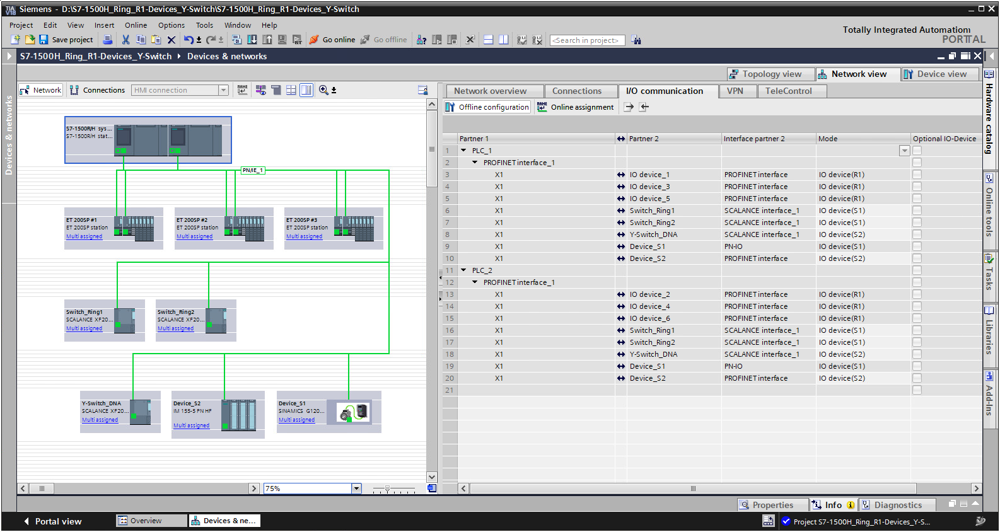 Siemens - D:\S7-1500H_Ring_R1-Devices_Y-Switch\S7-1500H_Ring_R1-Devices_Y-Switch
Project Edit View Insert Online Options Tools Window Help
Totally Integrated Automation
PORTAL
Save project Go online Go offline <Search in project>
S7-1500H_Ring_R1-Devices_Y-Switch Devices & networks
Topology view Network view Device view
Devices & networks
Network Connections HMI connection
Network overview Connections I/O communication VPN TeleControl
Offline configuration Online assignment
S7-1500R/H sys...
S7-1500R/H stat...
PN/IE_1
ET 200SP #1
ET 200SP station
Multi assigned
ET 200SP #2
ET 200SP station
Multi assigned
ET 200SP #3
ET 200SP station
Multi assigned
Switch_Ring1
SCALANCE XF20...
Multi assigned
Switch_Ring2
SCALANCE XF20...
Multi assigned
Y-Switch_DNA
SCALANCE XF20...
Multi assigned
Device_S2
IM 155-5 PN HF
Multi assigned
Device_S1
SINAMICS G120...
Multi assigned
75%
Partner 1 Partner 2 Interface partner 2 Mode Optional IO-Device
1 PLC_1
2 PROFINET interface_1
3 X1 IO device_1 PROFINET interface IO device(R1)
4 X1 IO device_3 PROFINET interface IO device(R1)
5 X1 IO device_5 PROFINET interface IO device(R1)
6 X1 Switch_Ring1 SCALANCE interface_1 IO device(S1)
7 X1 Switch_Ring2 SCALANCE interface_1 IO device(S1)
8 X1 Y-Switch_DNA SCALANCE interface_1 IO device(S2)
9 X1 Device_S1 PN-IO IO device(S1)
10 X1 Device_S2 PROFINET interface IO device(S2)
11 PLC_2
12 PROFINET interface_1
13 X1 IO device_2 PROFINET interface IO device(R1)
14 X1 IO device_4 PROFINET interface IO device(R1)
15 X1 IO device_6 PROFINET interface IO device(R1)
16 X1 Switch_Ring1 SCALANCE interface_1 IO device(S1)
17 X1 Switch_Ring2 SCALANCE interface_1 IO device(S1)
18 X1 Y-Switch_DNA SCALANCE interface_1 IO device(S2)
19 X1 Device_S1 PN-IO IO device(S1)
20 X1 Device_S2 PROFINET interface IO device(S2)
21
Hardware catalog
Online tools
Tasks
Libraries
Add-Ins
Properties Info Diagnostics
Portal view Overview Devices & ne... Project S7-1500H_Ring_R1-Devices_Y-S...